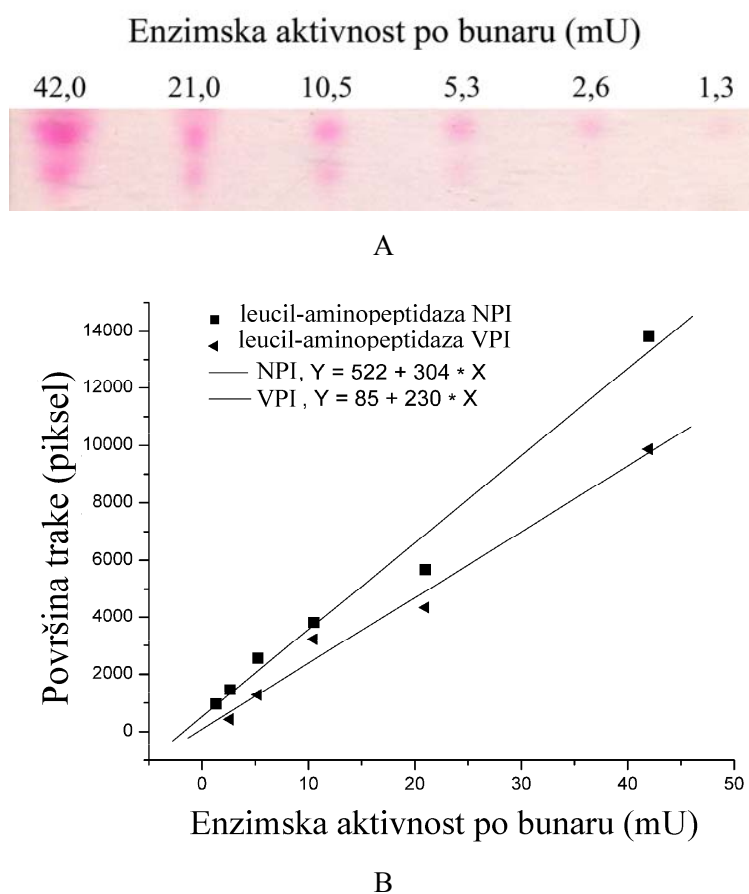 Enzimska aktivnost po bunaru (mU)
42,0 21,0 10,5 5,3 2,6 1,3
A
leucil-aminopeptidaza NPI
leucil-aminopeptidaza VPI
NPI, Y = 522 + 304 * X
VPI , Y = 85 + 230 * X
Površina trake (piksel)
14000
12000
10000
8000
6000
4000
2000
0
0 10 20 30 40 50
Enzimska aktivnost po bunaru (mU)
B